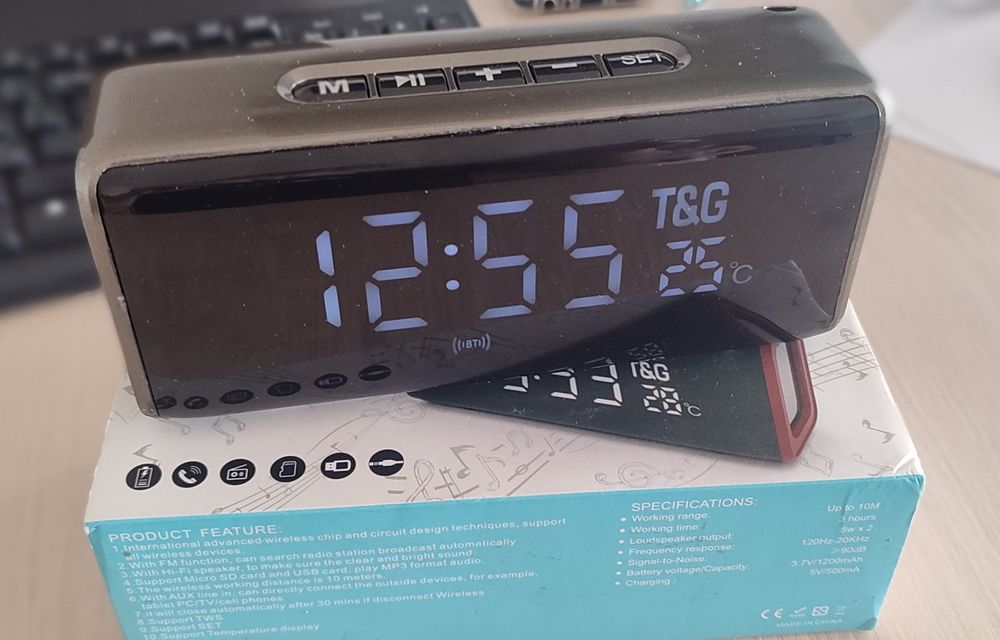 M ⏯ + − SET
T&G
12:55 25°C
((BT))
T&G
28°C
PRODUCT FEATURE:
1.International advanced wireless chip and circuit design techniques, support
all wireless devices.
2 With FM function, can search radio station broadcast automatically
3.With Hi-Fi speaker, to make sure the clear and bright sound
4.Support Micro SD card and USB card, play MP3 format audio.
5.The wireless working distance is 10 meters.
6.With AUX line in, can directly connect the outside devices, for example,
tablet PC/TV/cell phones
7.it will close automatically after 30 mins if disconnect Wireless
8.Support TWS
9.Support SET
10.Support Temperature display
SPECIFICATIONS:
Working range: Up to 10M
Working time: 3 hours
Loudspeaker output: 5w x 2
Frequency response: 120Hz-20KHz
Signal-to-Noise: ≥90dB
Battery voltage/Capacity: 3.7V/1200mAh
Charging 5V/500mA
CE
MADE IN CHINA